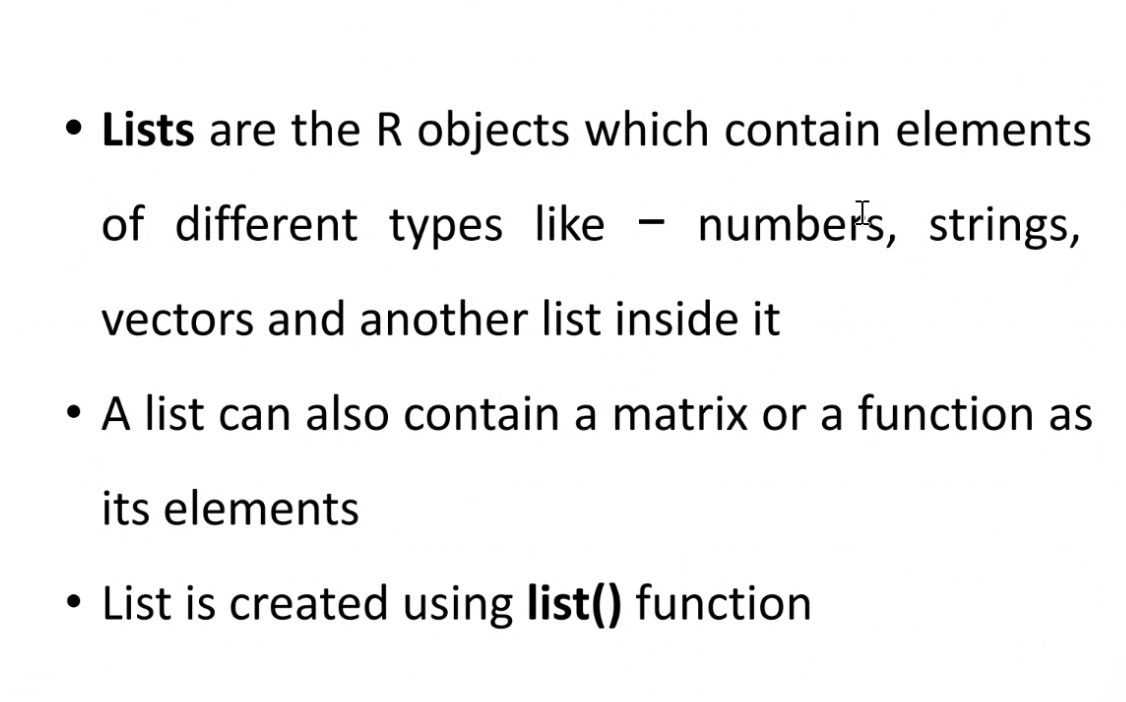 • Lists are the R objects which contain elements
of different types like − numbers, strings,
vectors and another list inside it
• A list can also contain a matrix or a function as
its elements
• List is created using list() function